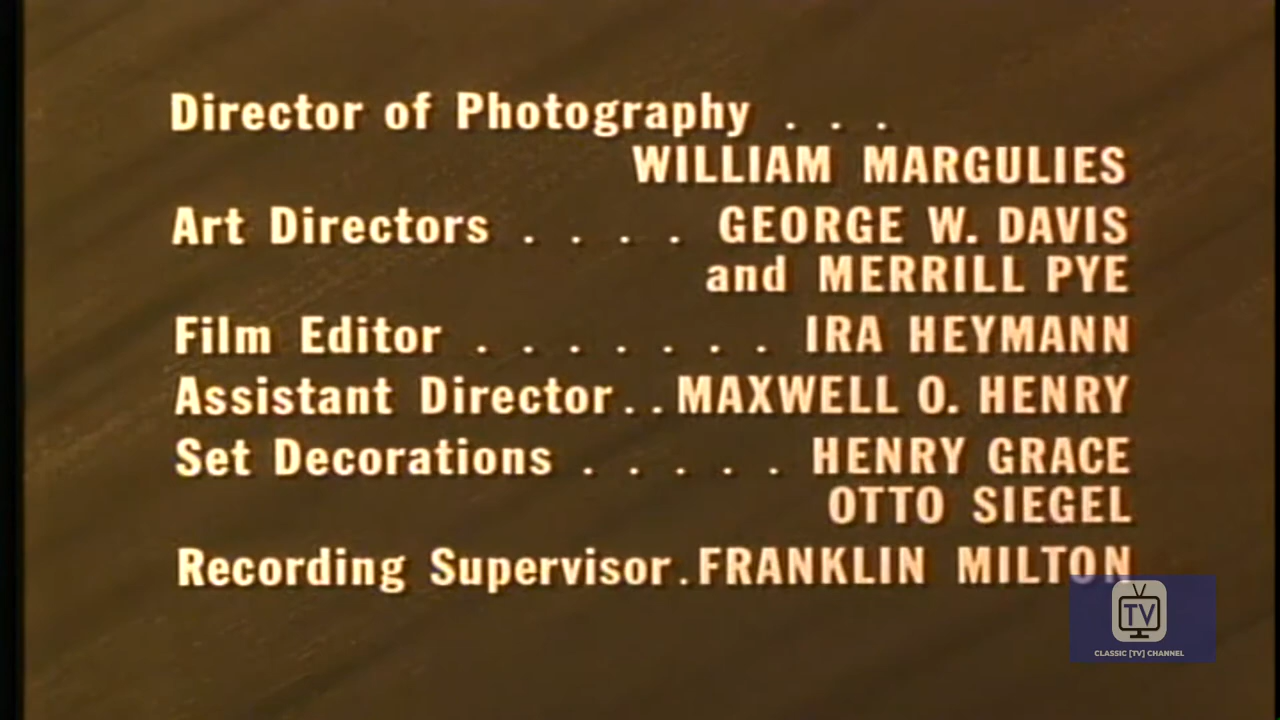 Director of Photography . . .
WILLIAM MARGULIES
Art Directors . . . . GEORGE W. DAVIS
and MERRILL PYE
Film Editor . . . . . . . IRA HEYMANN
Assistant Director . . MAXWELL O. HENRY
Set Decorations . . . . . HENRY GRACE
OTTO SIEGEL
Recording Supervisor . FRANKLIN MILTON
TV
CLASSIC [TV] CHANNEL